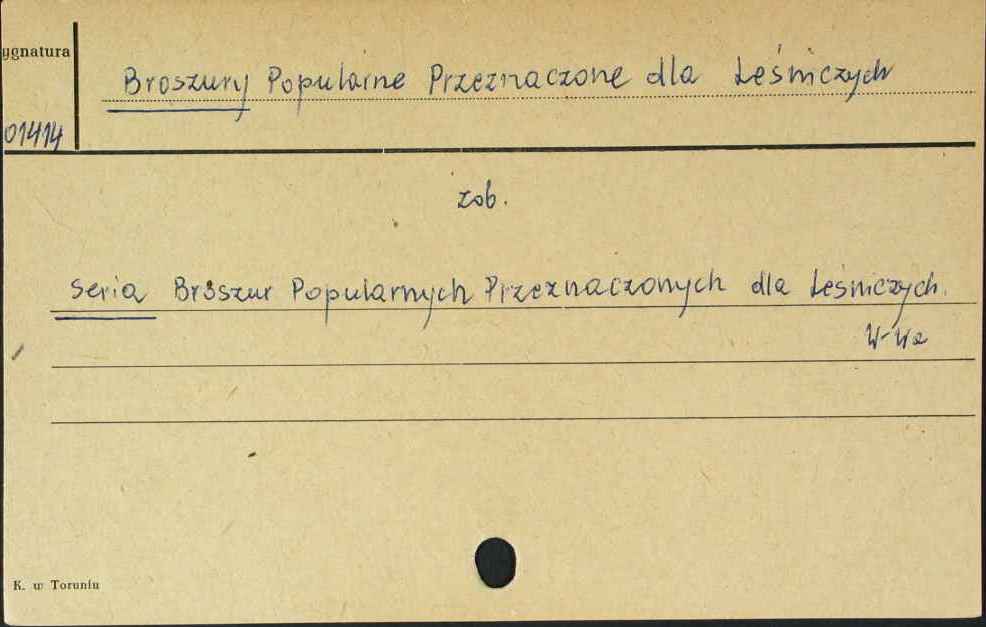 ygnatura
Broszury Popularne Przeznaczone dla Leśniczych
01414
zob.
Seria Broszur Popularnych Przeznaczonych dla Leśniczych.
W-wa
K. w Toruniu